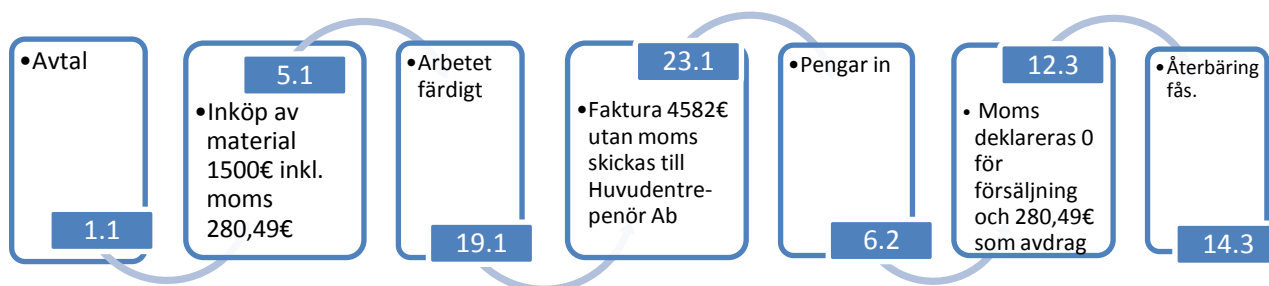 •Avtal
1.1
5.1
•Inköp av
material
1500€ inkl.
moms
280,49€
•Arbetet
färdigt
19.1
23.1
•Faktura 4582€
utan moms
skickas till
Huvudentre-
penör Ab
•Pengar in
6.2
12.3
• Moms
deklareras 0
för
försäljning
och 280,49€
som avdrag
•Återbäring
fås.
14.3